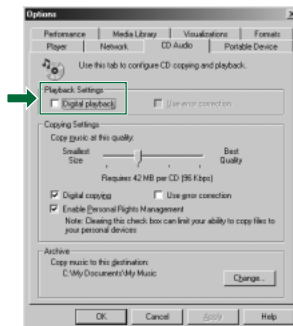 Options
Performance Media Library Visualizations Formats
Player Network CD Audio Portable Device
Use this tab to configure CD copying and playback.
Playback Settings
Digital playback Use error correction
Copying Settings
Copy music at this quality:
Smallest Size Best Quality
Requires 42 MB per CD (96 Kbps)
Digital copying Use error correction
Enable Personal Rights Management
Note: Clearing this check box can limit your ability to copy files to
your personal devices
Archive
Copy music to this destination:
C:\My Documents\My Music
Change...
OK Cancel Apply Help